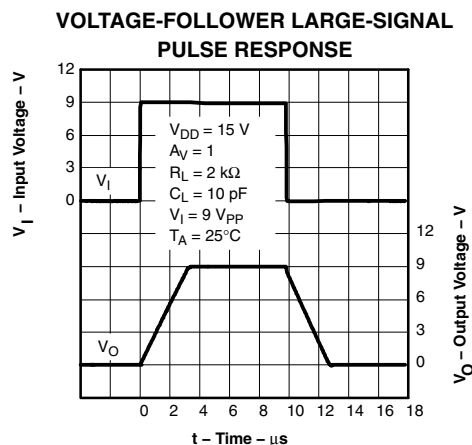 VOLTAGE-FOLLOWER LARGE-SIGNAL
PULSE RESPONSE
V_I – Input Voltage – V
12
9
6
3
0
V_I
V_DD = 15 V
A_V = 1
R_L = 2 kΩ
C_L = 10 pF
V_I = 9 V_PP
T_A = 25°C
12
9
6
3
0
V_O – Output Voltage – V
V_O
0 2 4 6 8 10 12 14 16 18
t – Time – μs